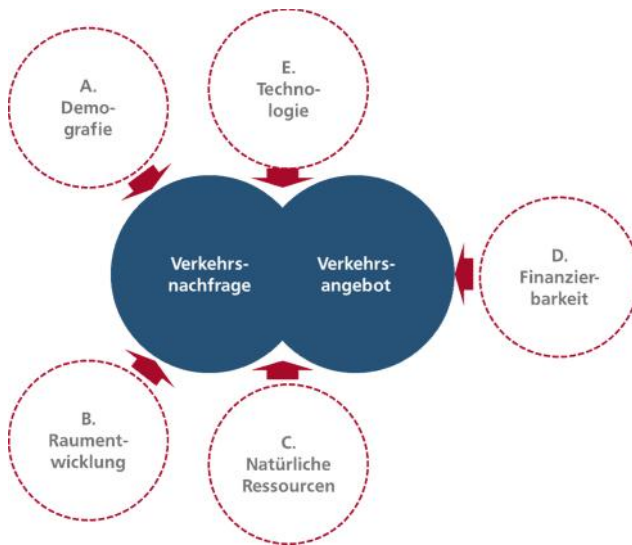 A.
Demo-
grafie
E.
Techno-
logie
Verkehrs-
nachfrage
Verkehrs-
angebot
D.
Finanzier-
barkeit
B.
Raument-
wicklung
C.
Natürliche
Ressourcen